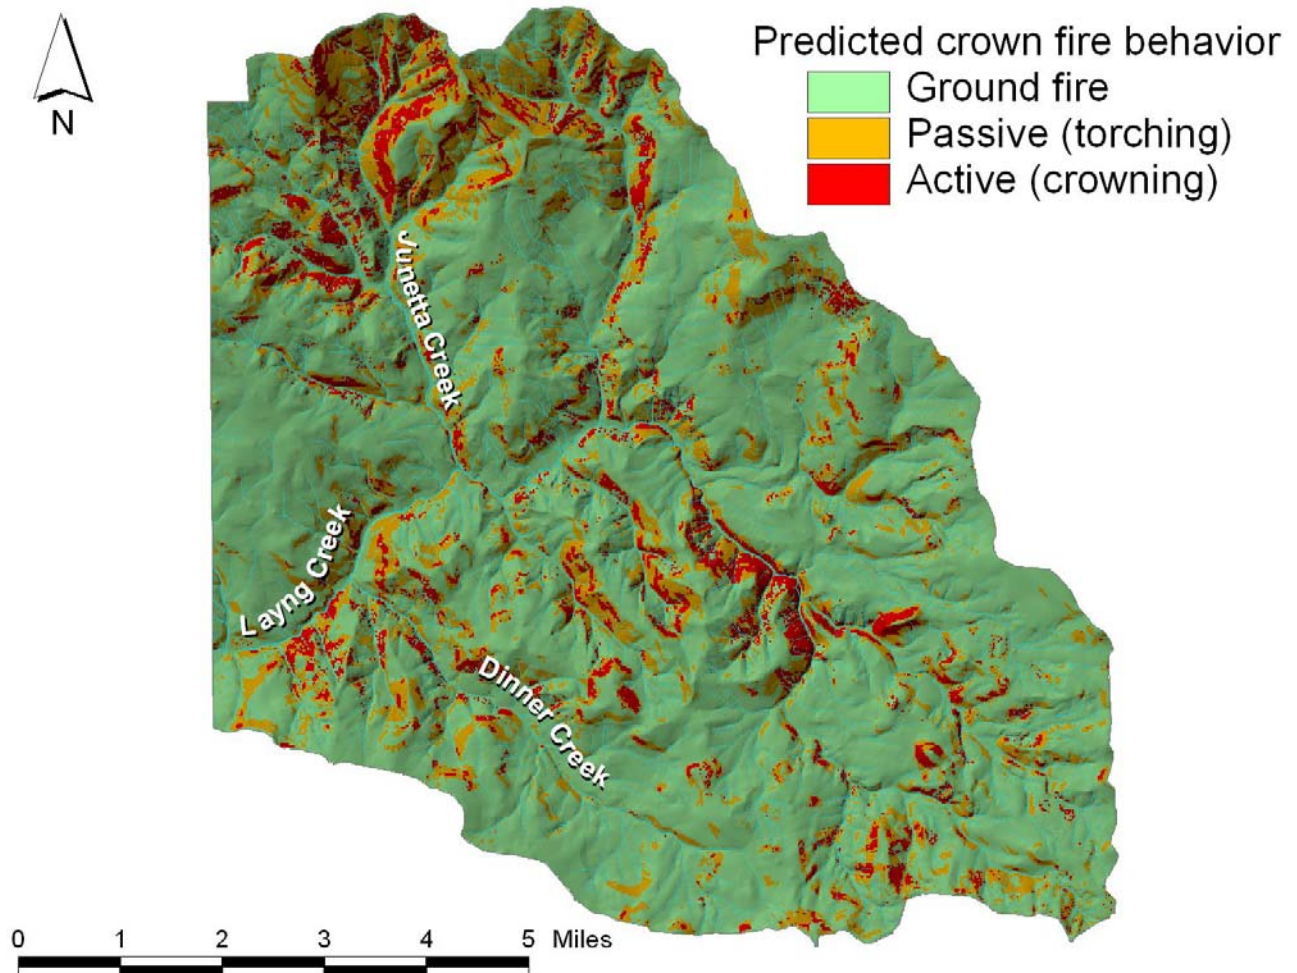 Predicted crown fire behavior
Ground fire
Passive (torching)
Active (crowning)
N
Junetta Creek
Layng Creek
Dinner Creek
0 1 2 3 4 5 Miles